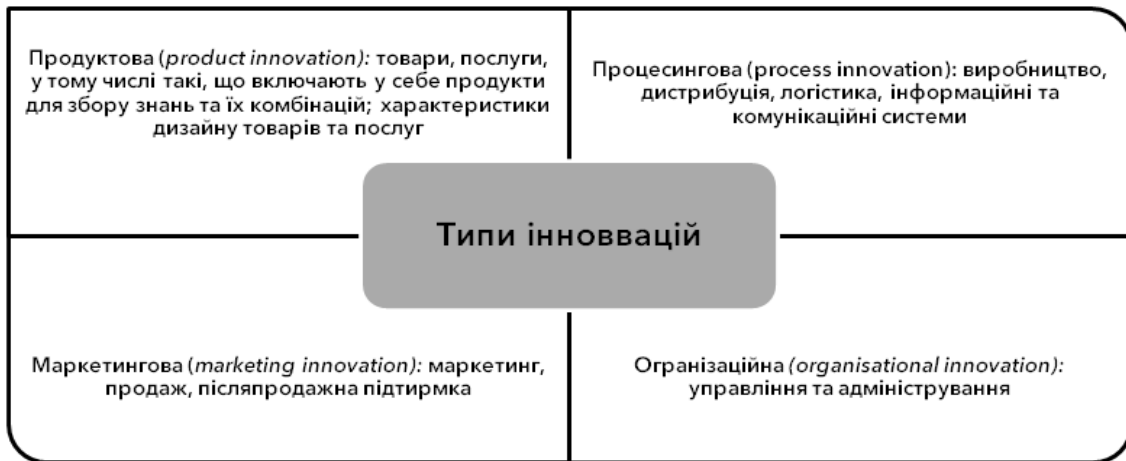 Продуктова (product innovation): товари, послуги,
у тому числі такі, що включають у себе продукти
для збору знань та їх комбінацій; характеристики
дизайну товарів та послуг
Процесингова (process innovation): виробництво,
дистрибуція, логістика, інформаційні та
комунікаційні системи
Типи інноввацій
Маркетингова (marketing innovation): маркетинг,
продаж, післяпродажна підтирмка
Огранізаційна (organisational innovation):
управління та адміністрування